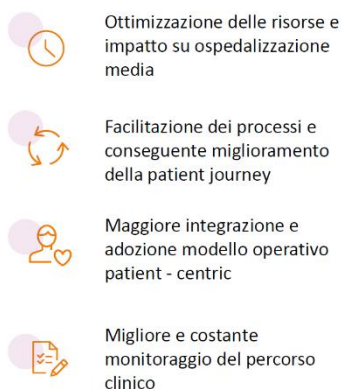 Ottimizzazione delle risorse e
impatto su ospedalizzazione
media
Facilitazione dei processi e
conseguente miglioramento
della patient journey
Maggiore integrazione e
adozione modello operativo
patient - centric
Migliore e costante
monitoraggio del percorso
clinico